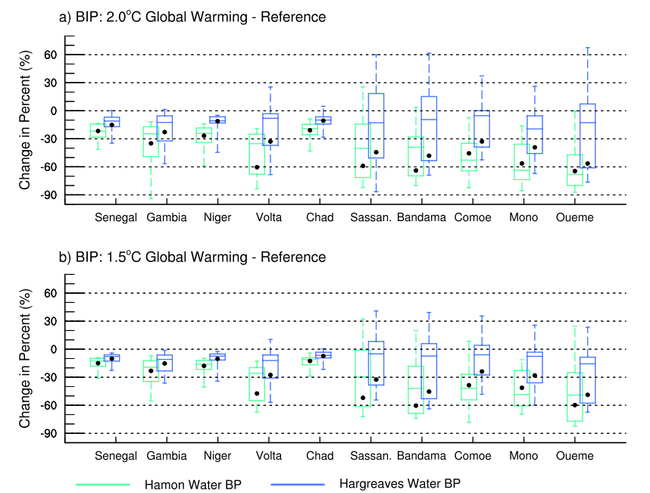 a) BIP: 2.0°C Global Warming - Reference
Change in Percent (%)
60
30
0
-30
-60
-90
Senegal Gambia Niger Volta Chad Sassan. Bandama Comoe Mono Oueme
b) BIP: 1.5°C Global Warming - Reference
Change in Percent (%)
60
30
0
-30
-60
-90
Senegal Gambia Niger Volta Chad Sassan. Bandama Comoe Mono Oueme
Hamon Water BP Hargreaves Water BP